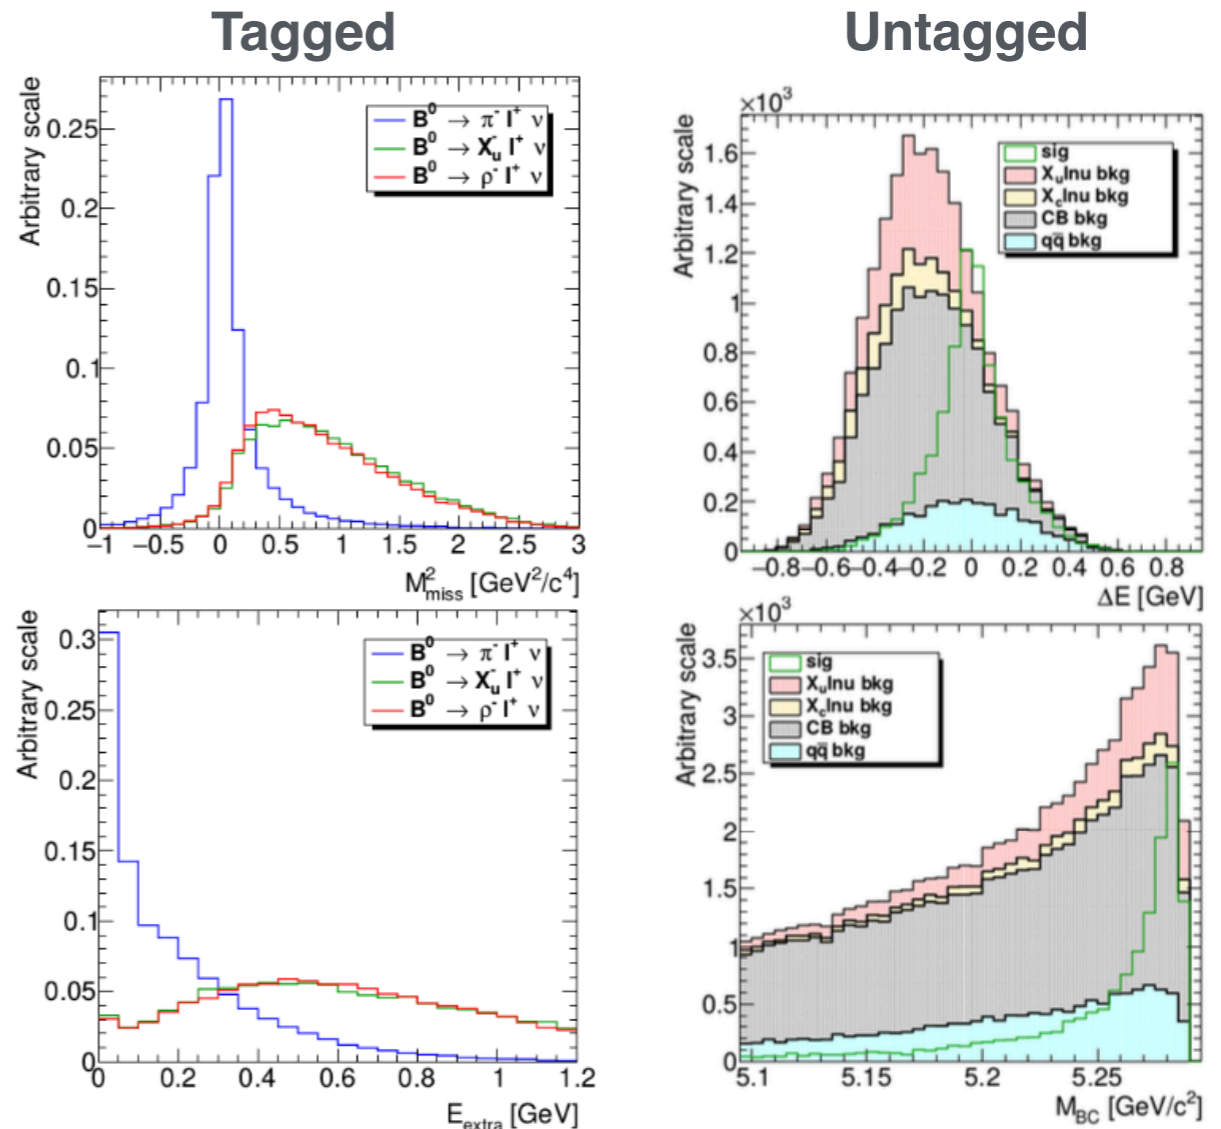 Tagged
Untagged
Arbitrary scale
0.25
0.2
0.15
0.1
0.05
0
B⁰ → π⁻ l⁺ ν
B⁰ → X⁻ᵤ l⁺ ν
B⁰ → ρ⁻ l⁺ ν
−1 −0.5 0 0.5 1 1.5 2 2.5 3
M²miss [GeV²/c⁴]
×10³
Arbitrary scale
1.6
1.4
1.2
1
0.8
0.6
0.4
0.2
0
sig
Xᵤlnu bkg
X_clnu bkg
CB bkg
qq̅ bkg
−0.8 −0.6 −0.4 −0.2 0 0.2 0.4 0.6 0.8
ΔE [GeV]
Arbitrary scale
0.3
0.25
0.2
0.15
0.1
0.05
0
B⁰ → π⁻ l⁺ ν
B⁰ → X⁻ᵤ l⁺ ν
B⁰ → ρ⁻ l⁺ ν
0 0.2 0.4 0.6 0.8 1 1.2
E_extra [GeV]
×10³
Arbitrary scale
3.5
3
2.5
2
1.5
1
0.5
0
sig
Xᵤlnu bkg
X_clnu bkg
CB bkg
qq̅ bkg
5.1 5.15 5.2 5.25
M_BC [GeV/c²]